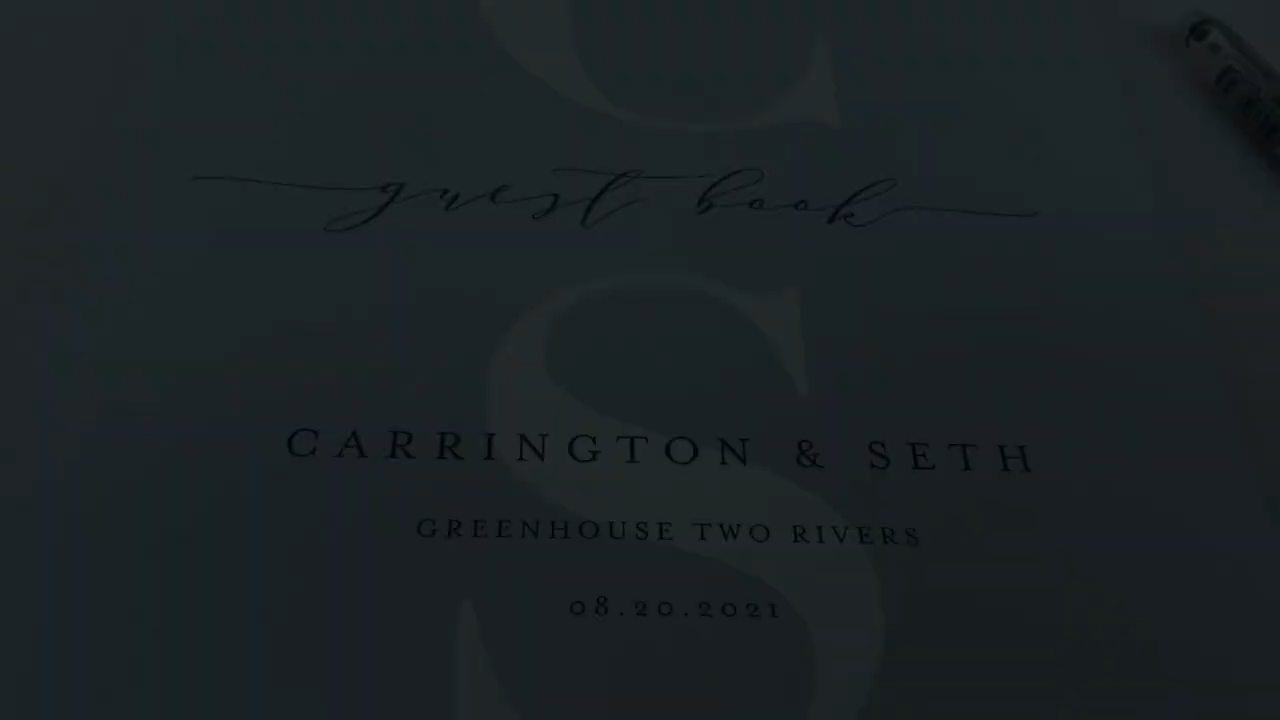 C
guest book
S
CARRINGTON & SETH
GREENHOUSE TWO RIVERS
08.20.2021